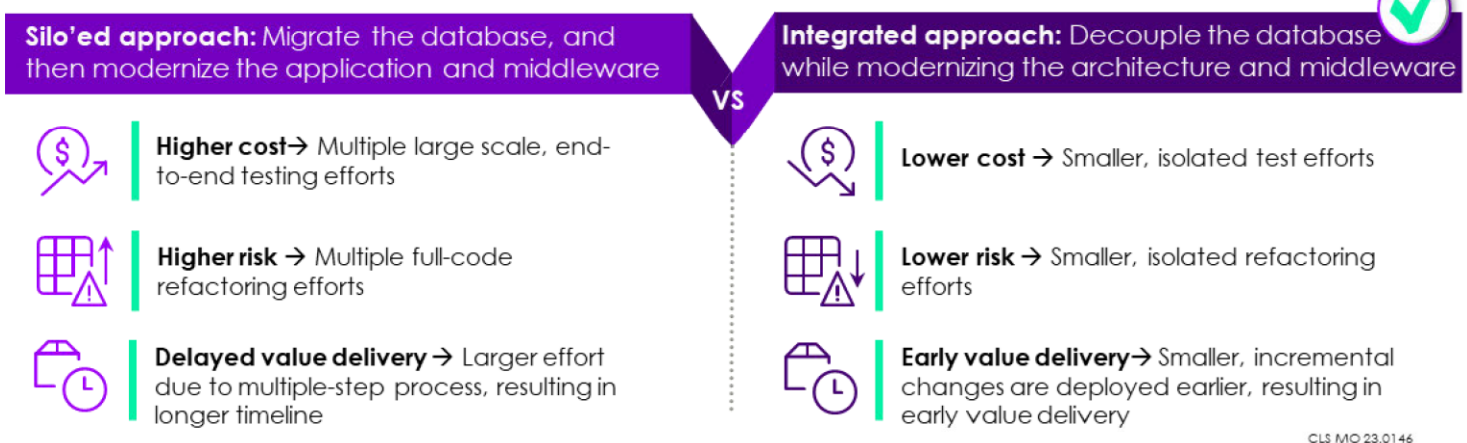 Silo'ed approach: Migrate the database, and
then modernize the application and middleware
VS
Integrated approach: Decouple the database
while modernizing the architecture and middleware
$
Higher cost→ Multiple large scale, end-
to-end testing efforts
Higher risk → Multiple full-code
refactoring efforts
Delayed value delivery → Larger effort
due to multiple-step process, resulting in
longer timeline
$
Lower cost → Smaller, isolated test efforts
Lower risk → Smaller, isolated refactoring
efforts
Early value delivery→ Smaller, incremental
changes are deployed earlier, resulting in
early value delivery
CLS MO 23.0146